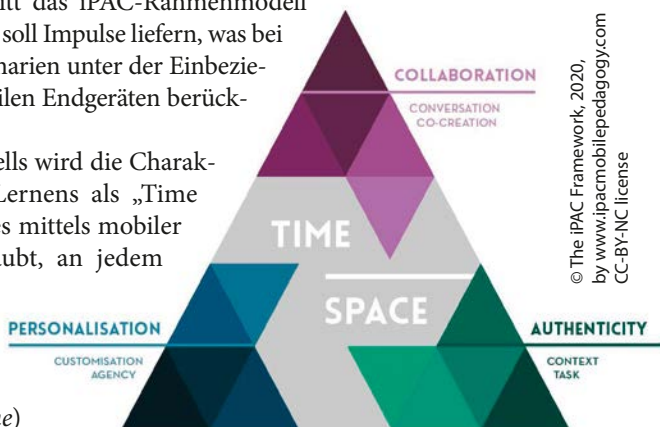 itt das iPAC-Rahmenmodell
soll Impulse liefern, was bei
narien unter der Einbezie-
ilen Endgeräten berück-
ells wird die Charak-
Lernens als „Time
es mittels mobiler
ubt, an jedem
ne)
COLLABORATION
CONVERSATION
CO-CREATION
TIME
SPACE
PERSONALISATION
CUSTOMISATION
AGENCY
AUTHENTICITY
CONTEXT
TASK
© The iPAC Framework, 2020,
by www.ipacmobilepedagogy.com
CC-BY-NC license